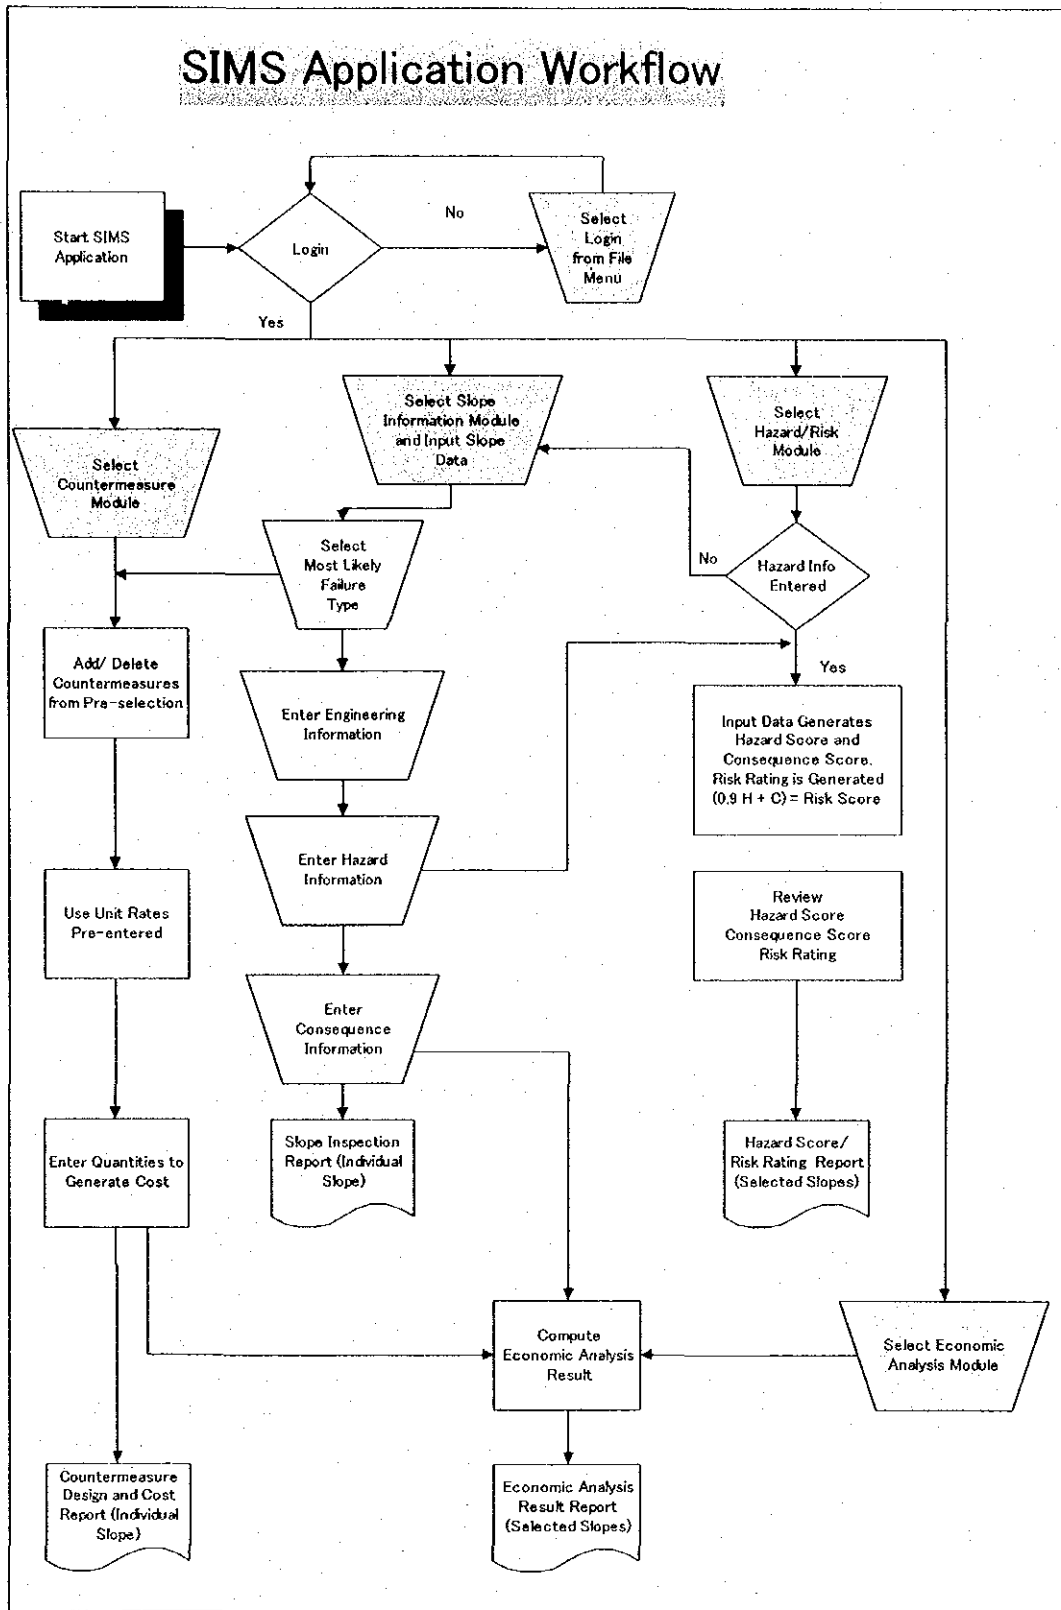 SIMS Application Workflow
Start SIMS
Application
Login
No
Select
Login
from File
Menu
Yes
Select
Countermeasure
Module
Select Slope
Information Module
and Input Slope
Data
Select
Hazard/Risk
Module
Select
Most Likely
Failure
Type
No
Hazard Info
Entered
Yes
Add/ Delete
Countermeasures
from Pre-selection
Enter Engineering
Information
Input Data Generates
Hazard Score and
Consequence Score.
Risk Rating is Generated
(0.9 H + C) = Risk Score
Enter Hazard
Information
Use Unit Rates
Pre-entered
Review
Hazard Score
Consequence Score
Risk Rating
Enter
Consequence
Information
Enter Quantities to
Generate Cost
Slope Inspection
Report (Individual
Slope)
Hazard Score/
Risk Rating Report
(Selected Slopes)
Compute
Economic Analysis
Result
Select Economic
Analysis Module
Countermeasure
Design and Cost
Report (Individual
Slope)
Economic Analysis
Result Report
(Selected Slopes)